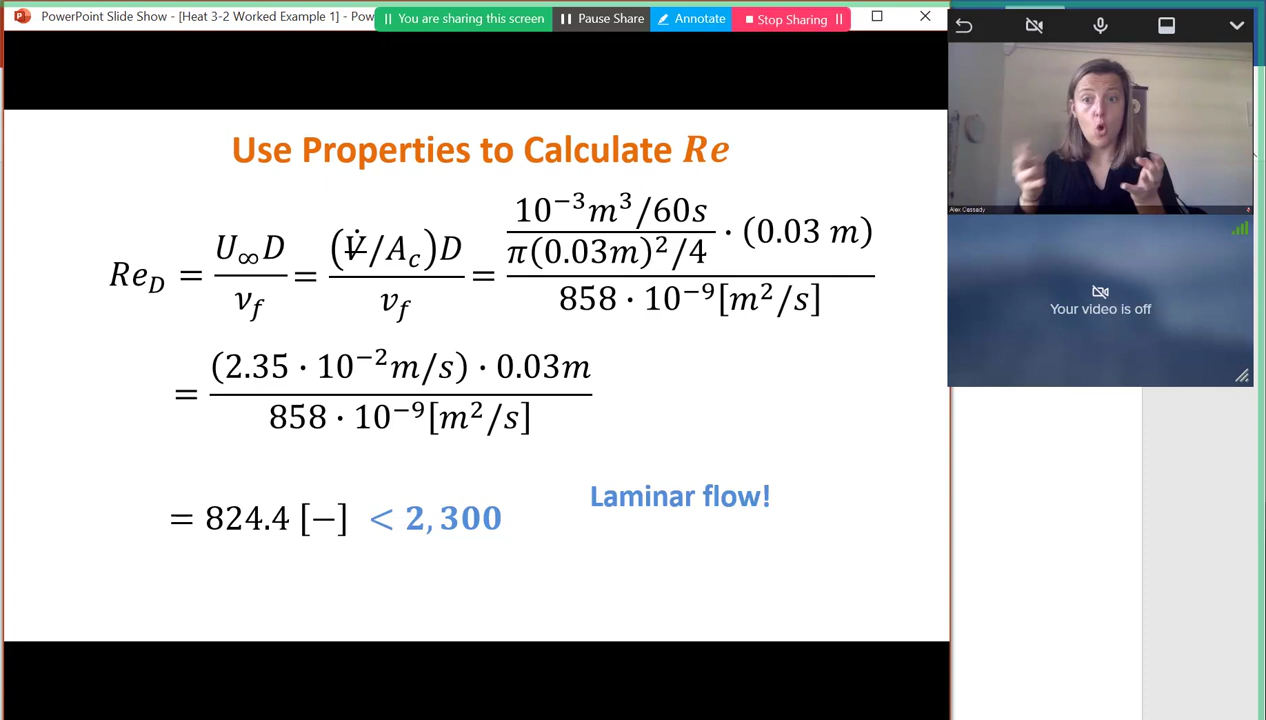 PowerPoint Slide Show - [Heat 3-2 Worked Example 1] - Pow
You are sharing this screen
Pause Share
Annotate
Stop Sharing
Use Properties to Calculate Re
Re_D = U_∞D/ν_f = (V̶̇/A_c)D/ν_f = ((10⁻³m³/60s)/(π(0.03m)²/4) · (0.03 m))/(858 · 10⁻⁹[m²/s])
= ((2.35 · 10⁻²m/s) · 0.03m)/(858 · 10⁻⁹[m²/s])
Laminar flow!
= 824.4 [−] < 2,300
Alex Cassady
Your video is off